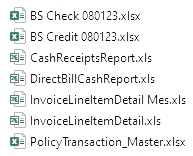 BS Check 080123.xlsx
BS Credit 080123.xlsx
CashReceiptsReport.xls
DirectBillCashReport.xls
InvoiceLineItemDetail Mes.xls
InvoiceLineItemDetail.xls
PolicyTransaction_Master.xlsx